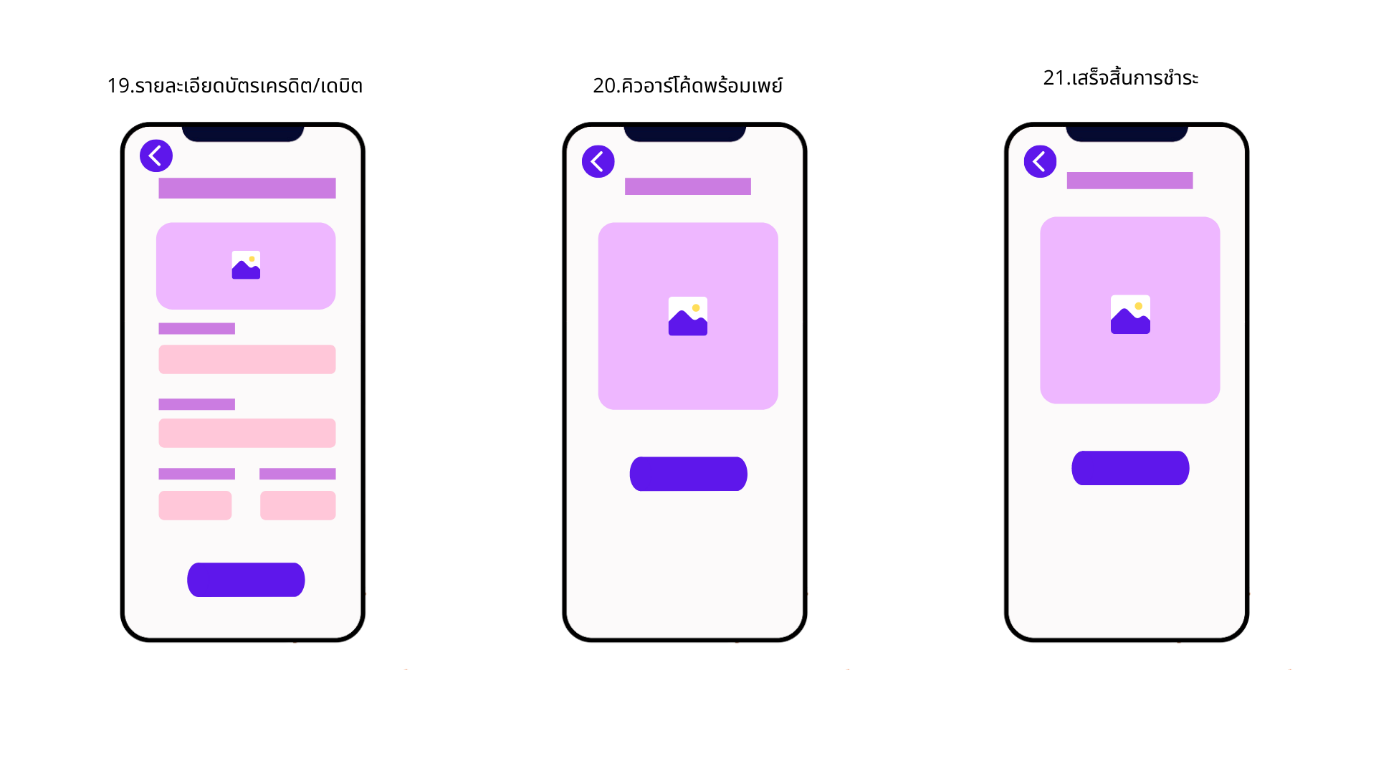 19.รายละเอียดบัตรเครดิต/เดบิต
20.คิวอาร์โค้ดพร้อมเพย์
21.เสร็จสิ้นการชำระ